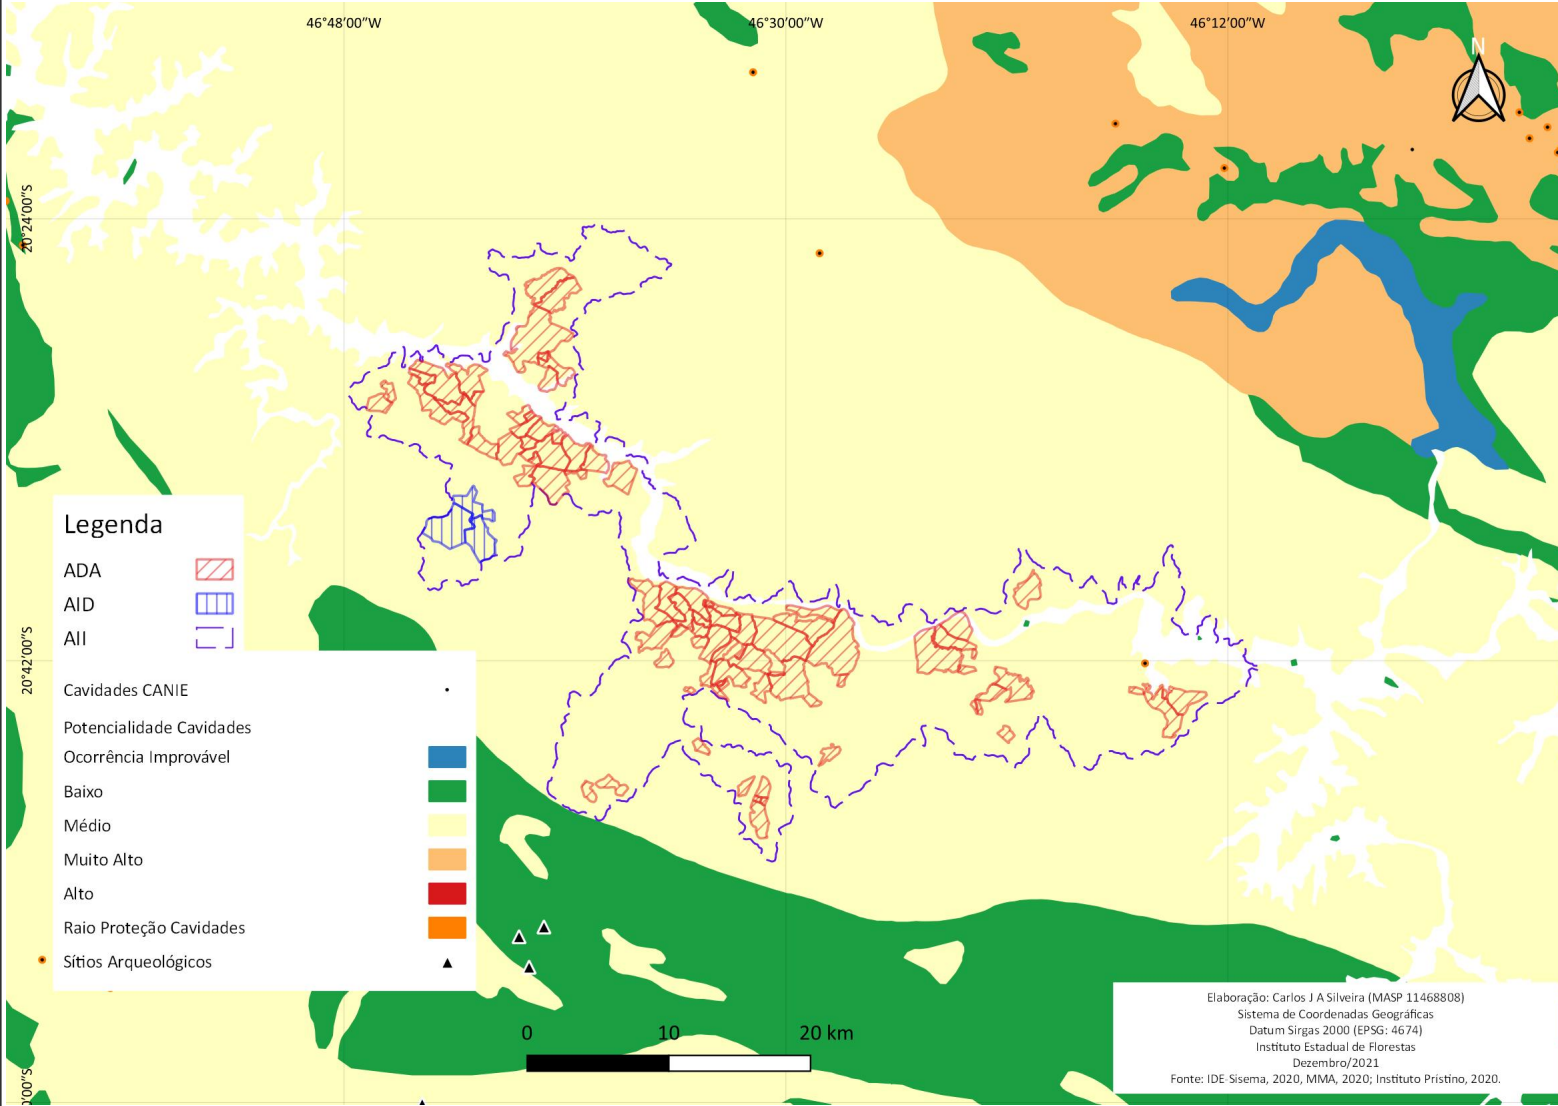 46°48'00"W
46°30'00"W
46°12'00"W
N
20°24'00"S
20°42'00"S
Legenda
ADA
AID
AII
Cavidades CANIE
Potencialidade Cavidades
Ocorrência Improvável
Baixo
Médio
Muito Alto
Alto
Raio Proteção Cavidades
Sítios Arqueológicos
0 10 20 km
Elaboração: Carlos J A Silveira (MASP 11468808)
Sistema de Coordenadas Geográficas
Datum Sirgas 2000 (EPSG: 4674)
Instituto Estadual de Florestas
Dezembro/2021
Fonte: IDE-Sisema, 2020, MMA, 2020; Instituto Pristino, 2020.